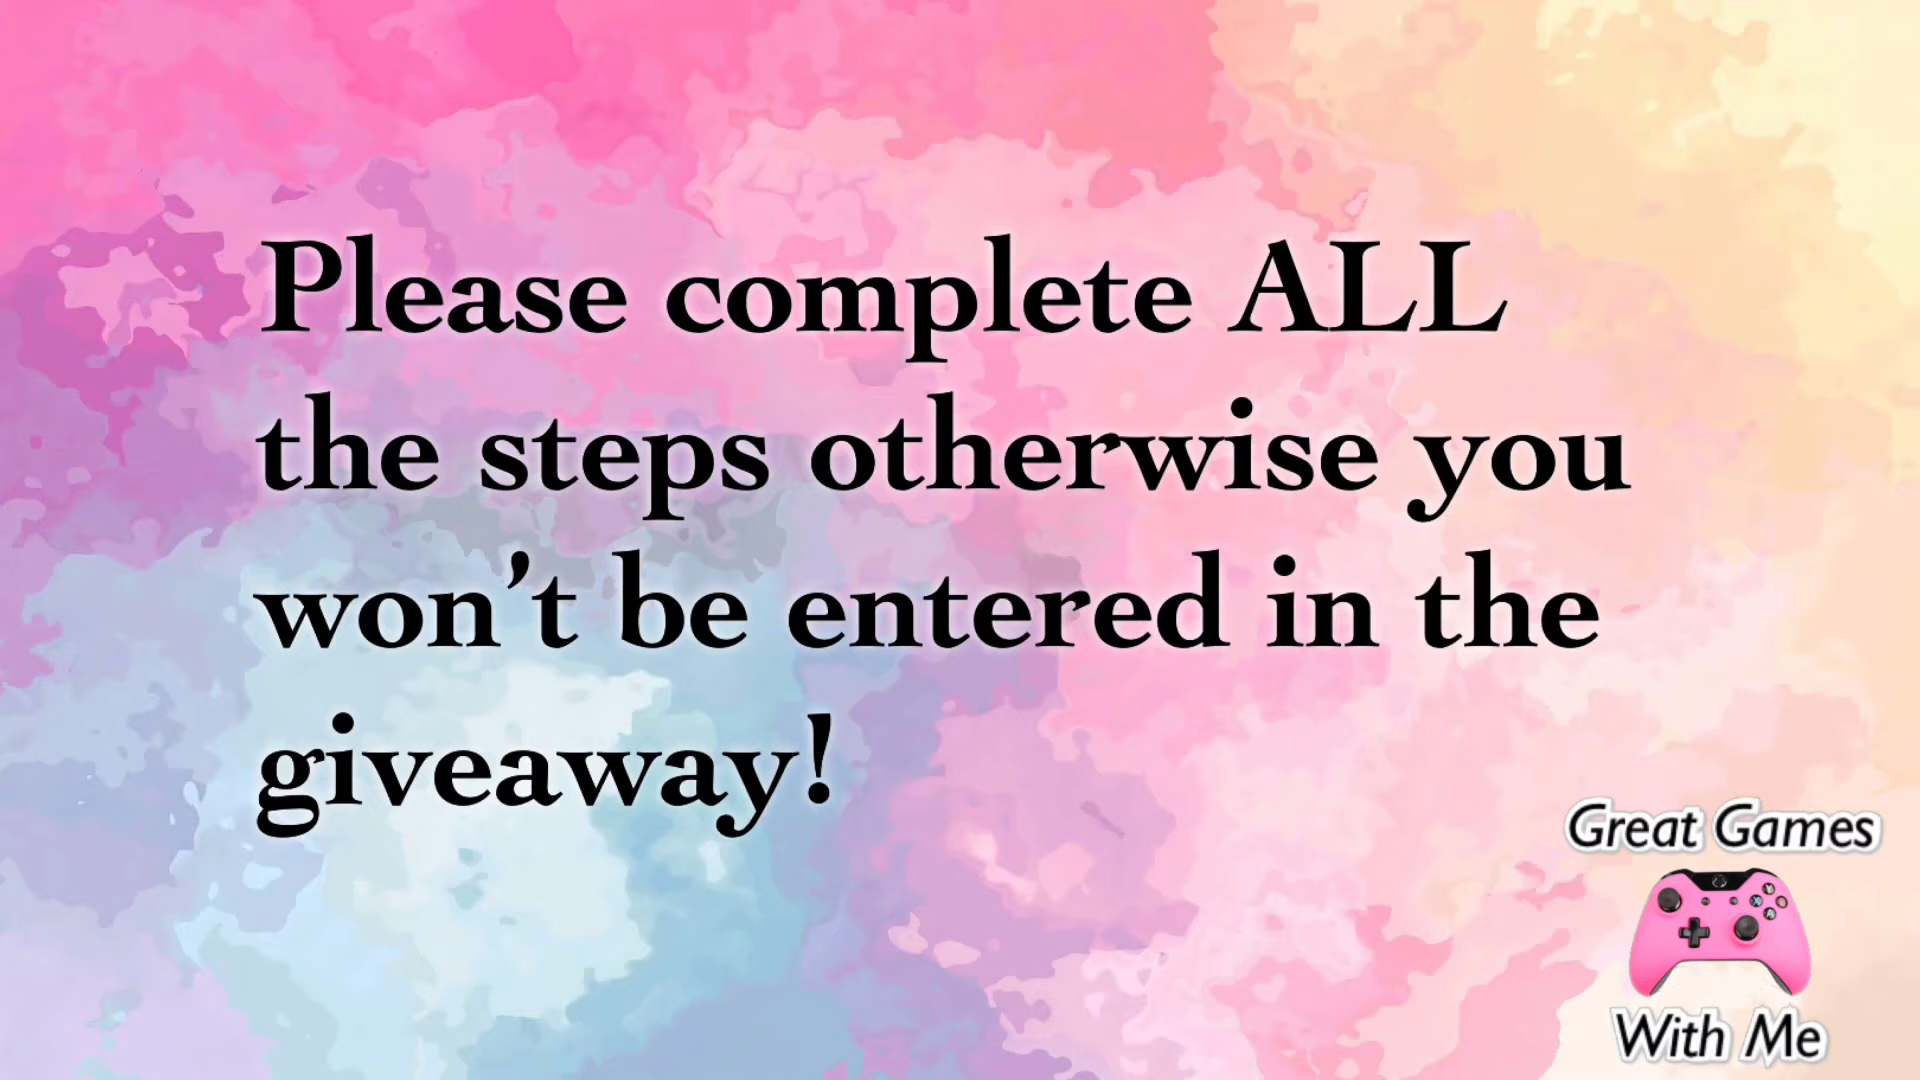 Please complete ALL
the steps otherwise you
won't be entered in the
giveaway!
Great Games
With Me